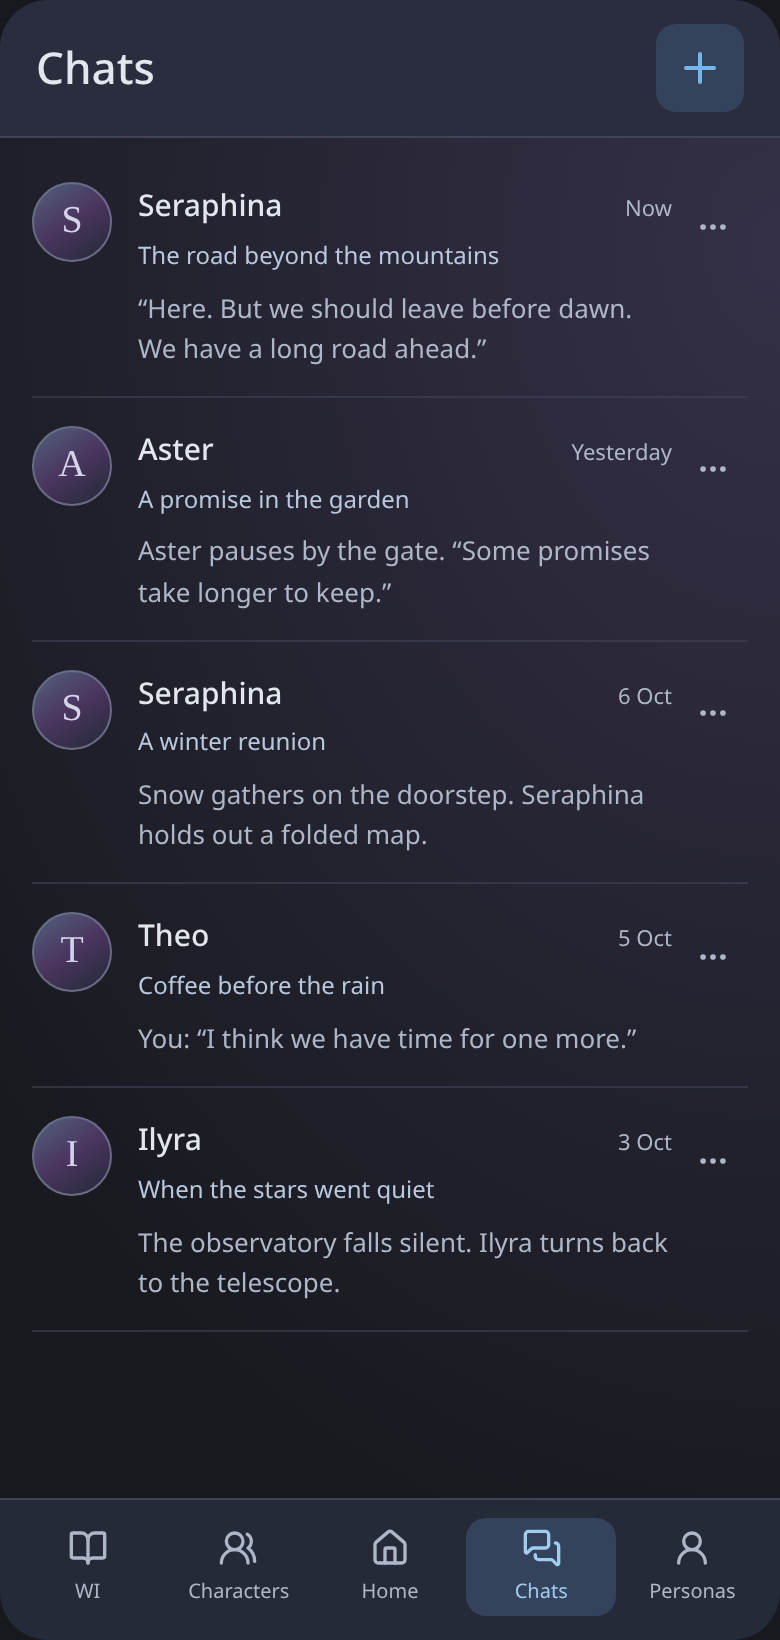 Chats
S
Seraphina
Now
The road beyond the mountains
“Here. But we should leave before dawn.
We have a long road ahead.”
A
Aster
Yesterday
A promise in the garden
Aster pauses by the gate. “Some promises
take longer to keep.”
S
Seraphina
6 Oct
A winter reunion
Snow gathers on the doorstep. Seraphina
holds out a folded map.
T
Theo
5 Oct
Coffee before the rain
You: “I think we have time for one more.”
I
Ilyra
3 Oct
When the stars went quiet
The observatory falls silent. Ilyra turns back
to the telescope.
WI
Characters
Home
Chats
Personas